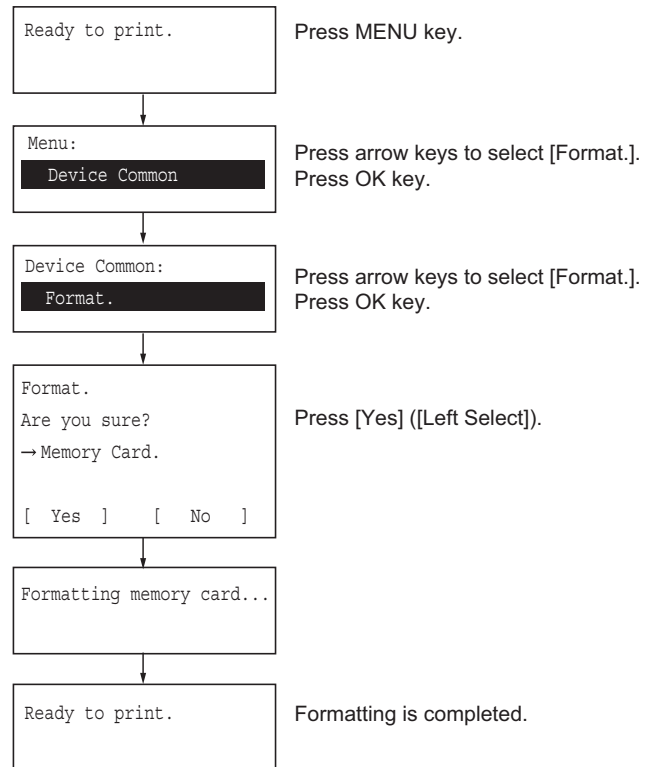 Ready to print.
Press MENU key.
Menu:
Device Common
Press arrow keys to select [Format.].
Press OK key.
Device Common:
Format.
Press arrow keys to select [Format.].
Press OK key.
Format.
Are you sure?
→Memory Card.
[ Yes ] [ No ]
Press [Yes] ([Left Select]).
Formatting memory card...
Ready to print.
Formatting is completed.